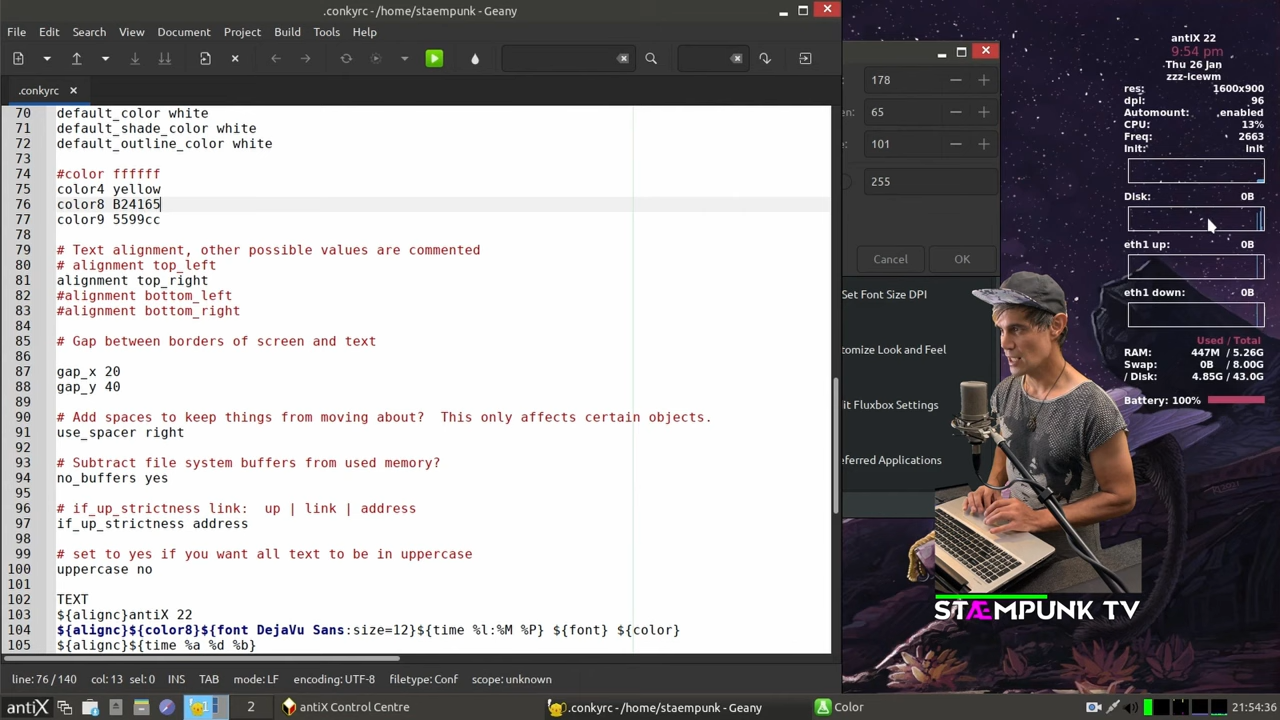 .conkyrc - /home/staempunk - Geany
File Edit Search View Document Project Build Tools Help
.conkyrc
70 default_color white
71 default_shade_color white
72 default_outline_color white
73
74 #color ffffff
75 color4 yellow
76 color8 B24165
77 color9 5599cc
78
79 # Text alignment, other possible values are commented
80 # alignment top_left
81 alignment top_right
82 #alignment bottom_left
83 #alignment bottom_right
84
85 # Gap between borders of screen and text
86
87 gap_x 20
88 gap_y 40
89
90 # Add spaces to keep things from moving about?  This only affects certain objects.
91 use_spacer right
92
93 # Subtract file system buffers from used memory?
94 no_buffers yes
95
96 # if_up_strictness link:  up | link | address
97 if_up_strictness address
98
99 # set to yes if you want all text to be in uppercase
100 uppercase no
101
102 TEXT
103 ${alignc}antiX 22
104 ${alignc}${color8}${font DejaVu Sans:size=12}${time %l:%M %P} ${font} ${color}
105 ${alignc}${time %a %d %b}
line: 76 / 140 col: 13 sel: 0 INS TAB mode: LF encoding: UTF-8 filetype: Conf scope: unknown
178
en: 65
e: 101
255
Cancel OK
Set Font Size DPI
tomize Look and Feel
it Fluxbox Settings
eferred Applications
antiX 22
9:54 pm
Thu 26 Jan
zzz-Icewm
res: 1600x900
dpi: 96
Automount: .enabled
CPU: 13%
Freq: 2663
Init: Init
Disk: 0B
eth1 up: 0B
eth1 down: 0B
Used / Total
RAM: 447M / 5.26G
Swap: 0B / 8.00G
/ Disk: 4.85G / 43.0G
Battery: 100%
STÆMPUNK TV
antiX 1 2 antiX Control Centre .conkyrc - /home/staempunk - Geany Color 21:54:36